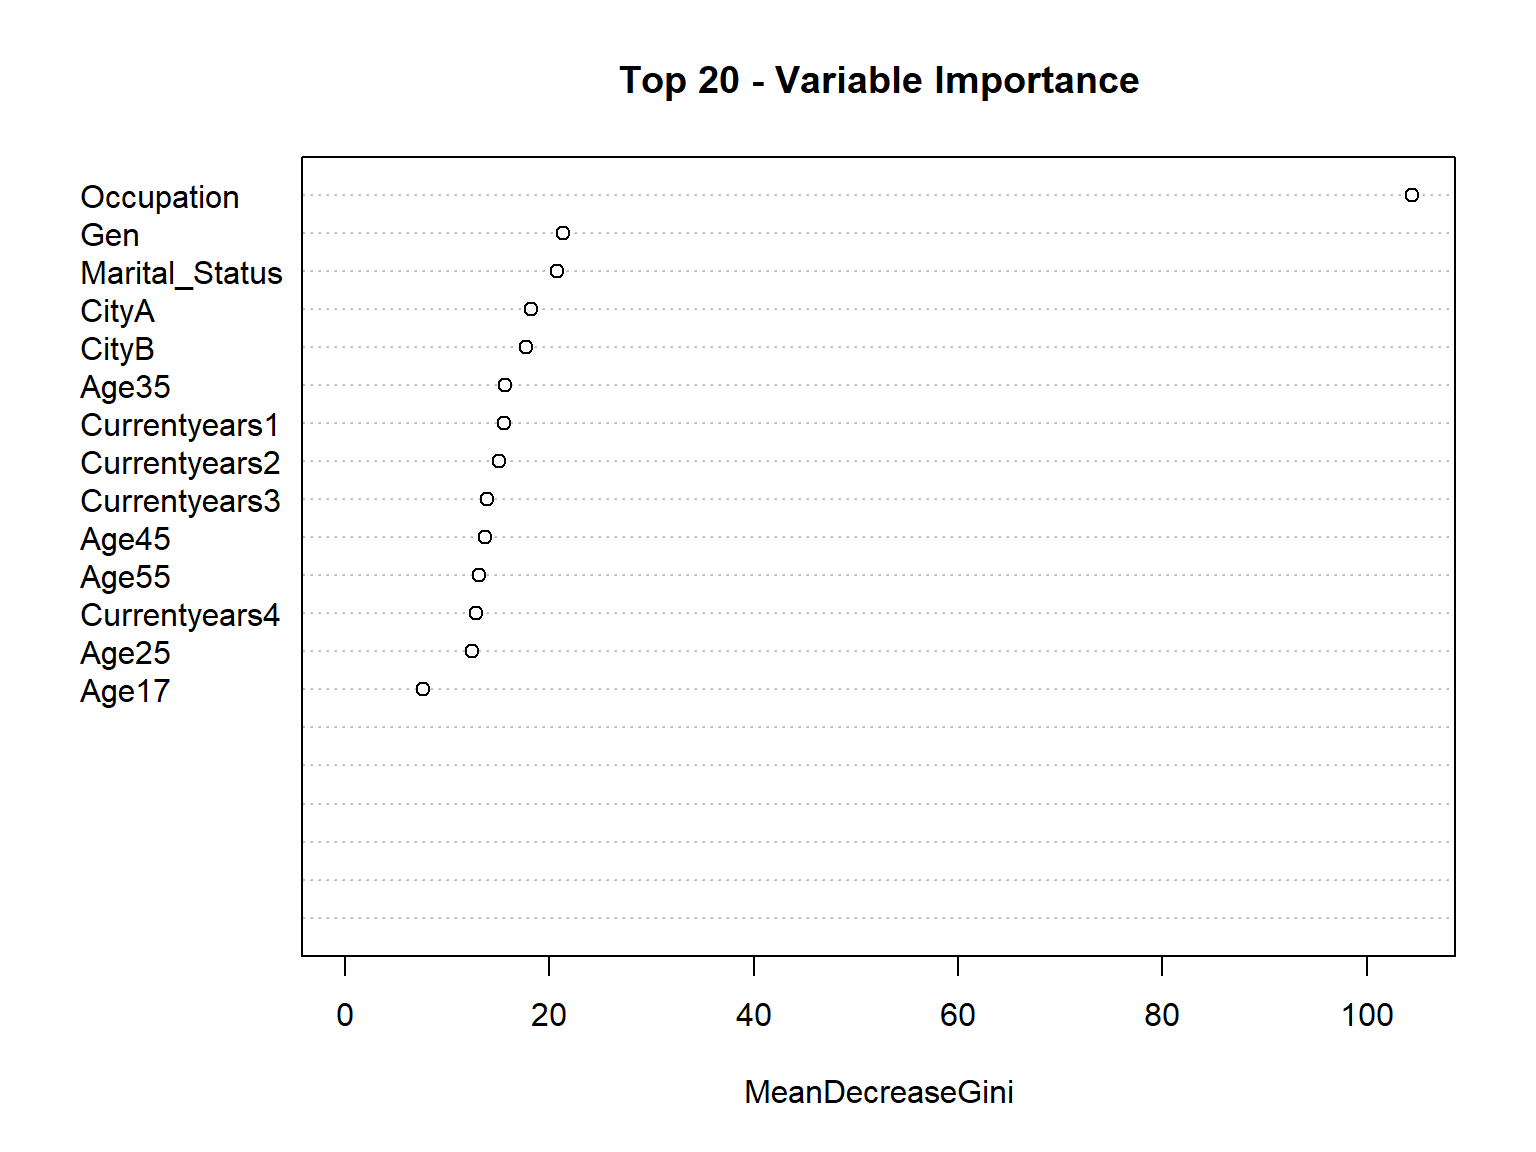 Top 20 - Variable Importance
Occupation
Gen
Marital_Status
CityA
CityB
Age35
Currentyears1
Currentyears2
Currentyears3
Age45
Age55
Currentyears4
Age25
Age17
0 20 40 60 80 100
MeanDecreaseGini